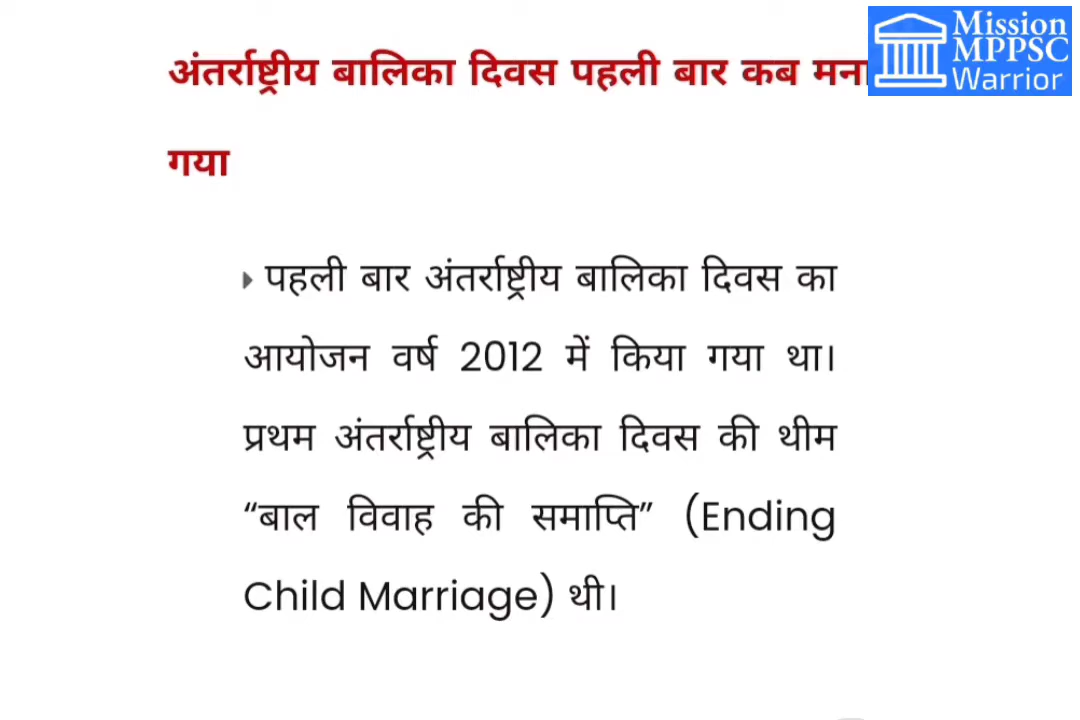 अंतर्राष्ट्रीय बालिका दिवस पहली बार कब मना
गया
पहली बार अंतर्राष्ट्रीय बालिका दिवस का
आयोजन वर्ष 2012 में किया गया था।
प्रथम अंतर्राष्ट्रीय बालिका दिवस की थीम
“बाल विवाह की समाप्ति” (Ending
Child Marriage) थी।
Mission
MPPSC
Warrior